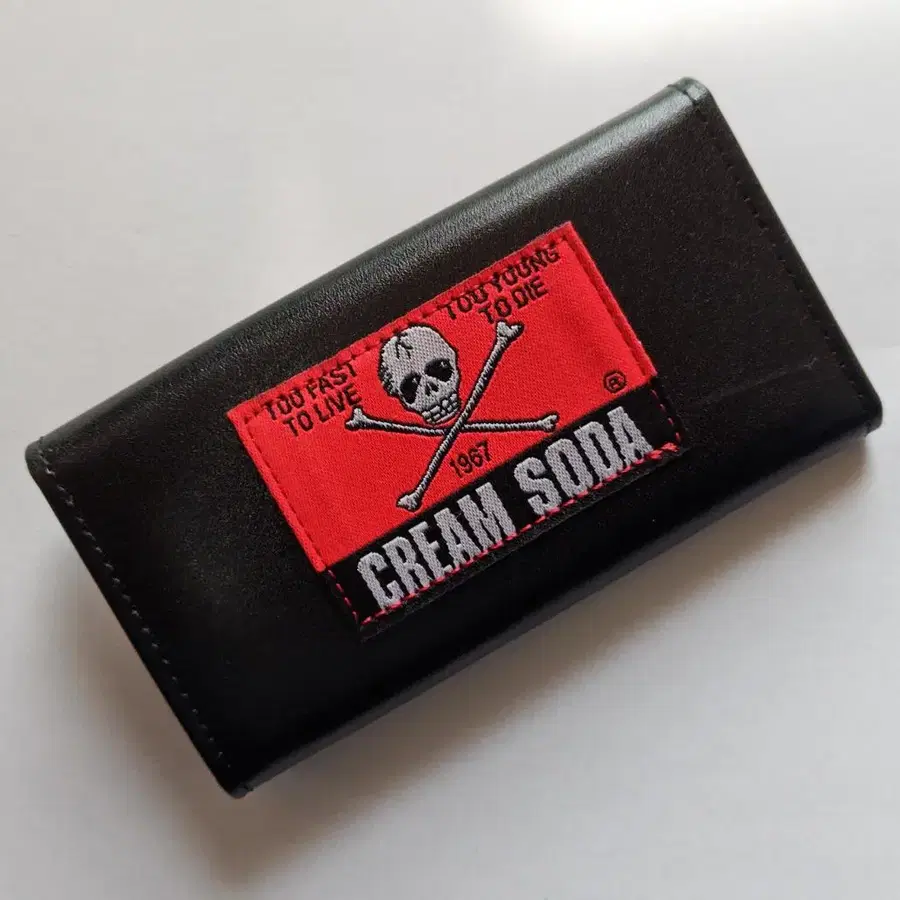 TOO FAST
TO LIVE
TOO YOUNG
TO DIE
®
1967
CREAM SODA